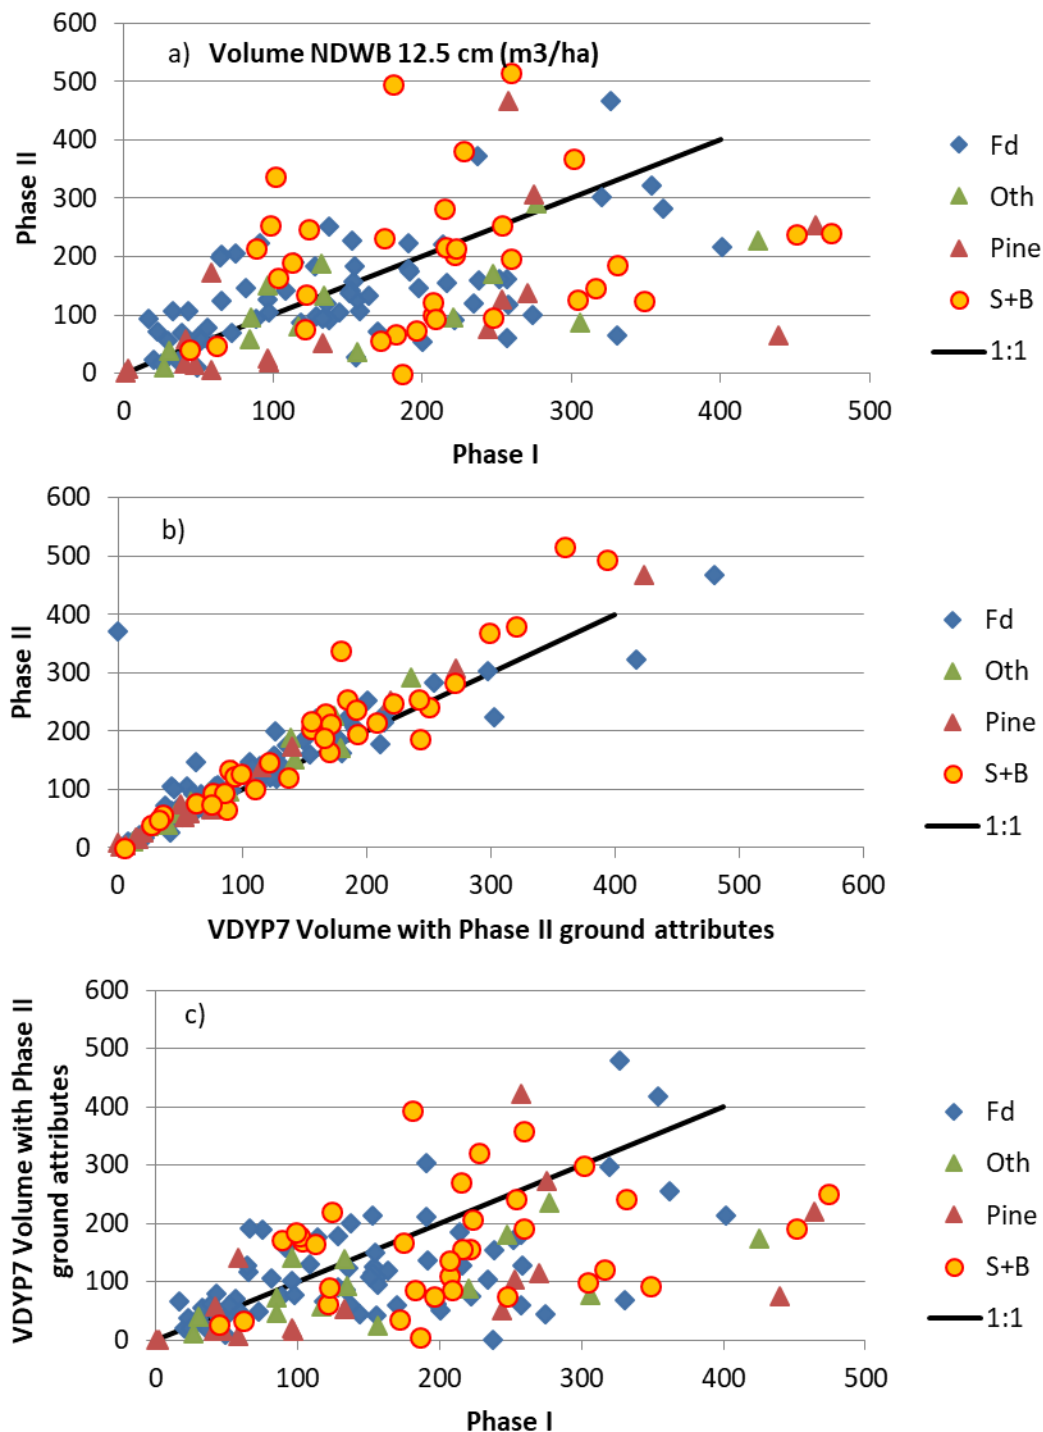 600
a) Volume NDWB 12.5 cm (m3/ha)
500
400
300
200
100
0
Phase II
0 100 200 300 400 500
Phase I
Fd
Oth
Pine
S+B
1:1
600
b)
500
400
300
200
100
0
Phase II
0 100 200 300 400 500 600
VDYP7 Volume with Phase II ground attributes
Fd
Oth
Pine
S+B
1:1
600
c)
500
400
300
200
100
0
VDYP7 Volume with Phase II
ground attributes
0 100 200 300 400 500
Phase I
Fd
Oth
Pine
S+B
1:1